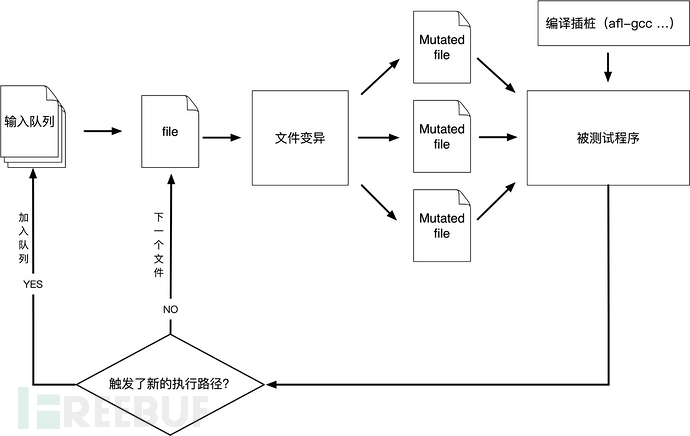 编译插桩（afl-gcc ...）
Mutated
file
输入队列
file
文件变异
Mutated
file
被测试程序
Mutated
file
加入队列
下一个文件
YES
NO
触发了新的执行路径？
FREEBUF